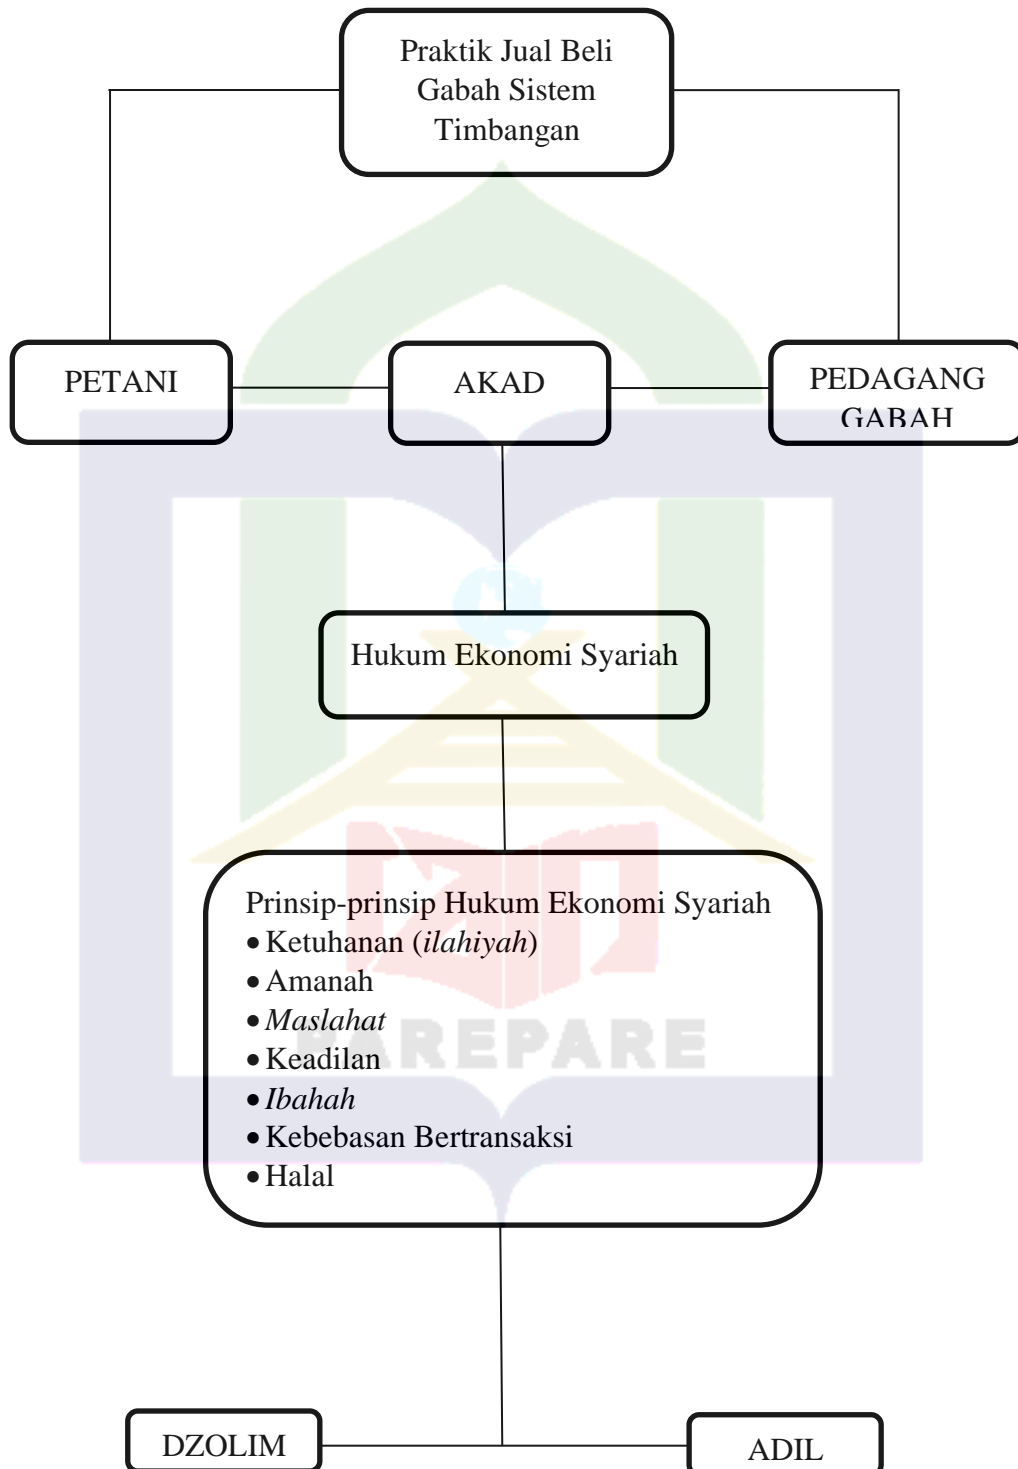 Praktik Jual Beli
Gabah Sistem
Timbangan
PETANI
AKAD
PEDAGANG
GABAH
Hukum Ekonomi Syariah
Prinsip-prinsip Hukum Ekonomi Syariah
• Ketuhanan (ilahiyah)
• Amanah
• Maslahat
• Keadilan
• Ibahah
• Kebebasan Bertransaksi
• Halal
PAREPARE
DZOLIM
ADIL